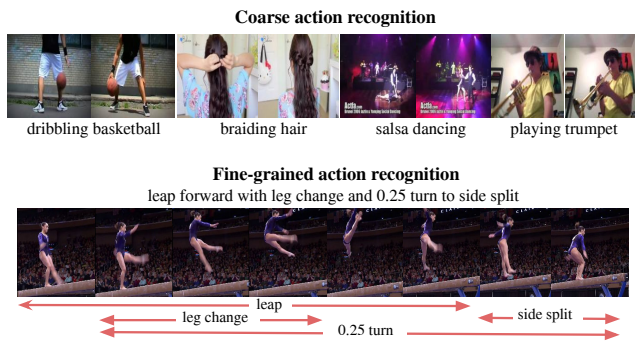 Coarse action recognition
dribbling basketball
braiding hair
salsa dancing
playing trumpet
Fine-grained action recognition
leap forward with leg change and 0.25 turn to side split
leap
leg change
side split
0.25 turn